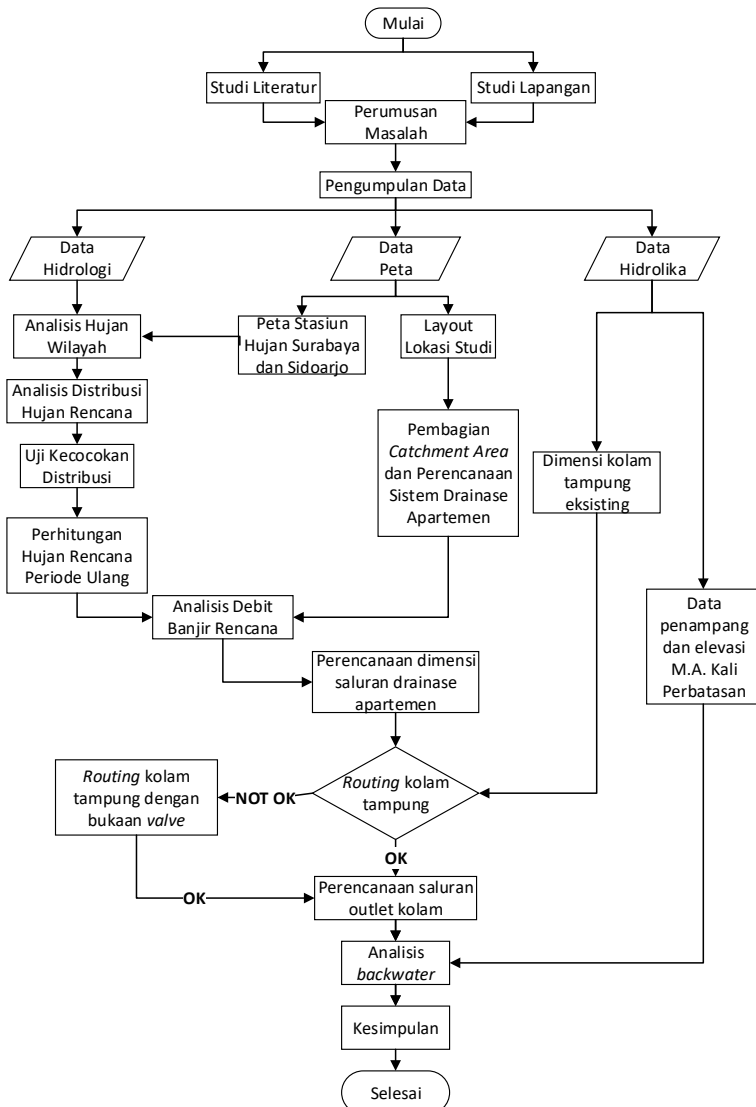 Mulai
Studi Literatur
Studi Lapangan
Perumusan
Masalah
Pengumpulan Data
Data
Hidrologi
Data
Peta
Data
Hidrolika
Analisis Hujan
Wilayah
Peta Stasiun
Hujan Surabaya
dan Sidoarjo
Layout
Lokasi Studi
Analisis Distribusi
Hujan Rencana
Uji Kecocokan
Distribusi
Pembagian
Catchment Area
dan Perencanaan
Sistem Drainase
Apartemen
Dimensi kolam
tampung
eksisting
Perhitungan
Hujan Rencana
Periode Ulang
Analisis Debit
Banjir Rencana
Data
penampang
dan elevasi
M.A. Kali
Perbatasan
Perencanaan dimensi
saluran drainase
apartemen
Routing kolam
tampung dengan
bukaan valve
NOT OK
Routing kolam
tampung
OK
OK
Perencanaan saluran
outlet kolam
Analisis
backwater
Kesimpulan
Selesai